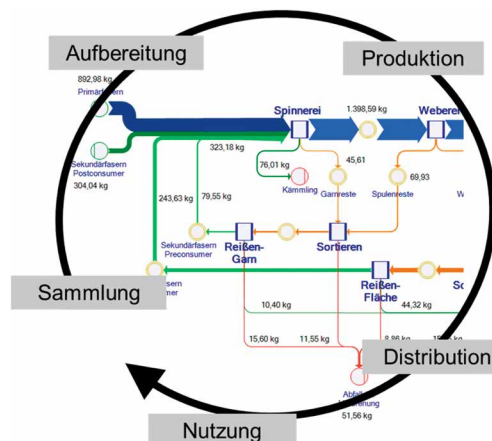 Aufbereitung
Produktion
892,98 kg
Primärfasern
Spinnerei
1.398,59 kg
323,18 kg
Sekundärfasern
Postconsumer
304,04 kg
76,01 kg
45,61
Kämmling
Garnreste
Spulenreste
69,93
243,63 kg
79,55 kg
Sekundärfasern
Preconsumer
Reißen-
Garn
Sortieren
Reißen-
Fläche
Sammlung
10,40 kg
44,32 kg
15,60 kg
11,55 kg
8,86 kg
Distribution
51,56 kg
Nutzung